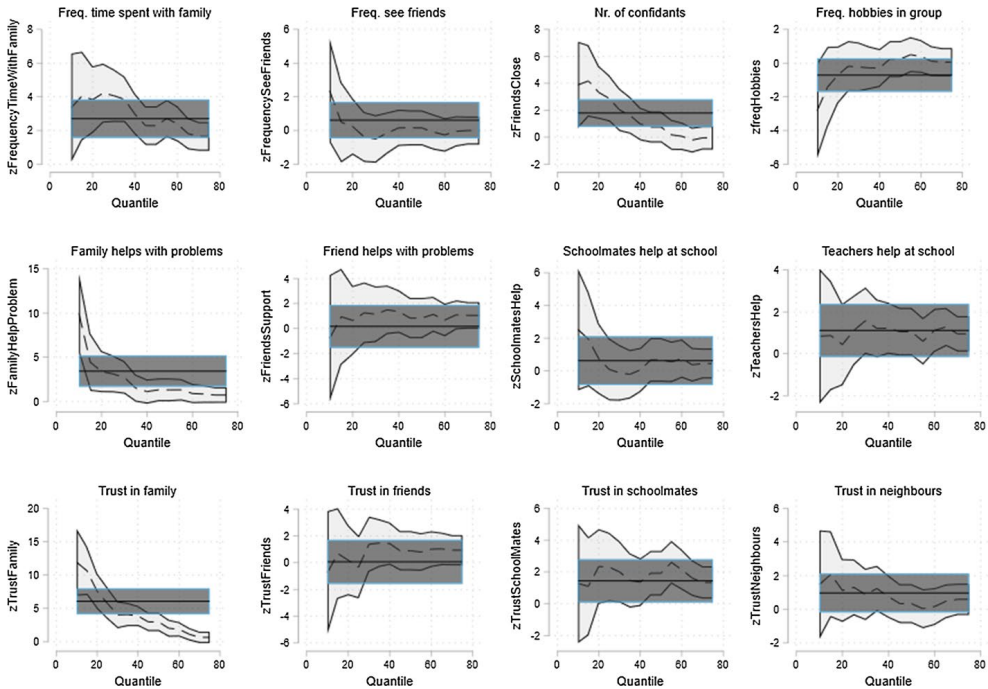 Freq. time spent with family
Freq. see friends
Nr. of confidants
Freq. hobbies in group
zFrequencyTimeWithFamily
8
6
4
2
0
0 20 40 60 80
Quantile
zFrequencySeeFriends
6
4
2
0
-2
0 20 40 60 80
Quantile
zFriendsClose
8
6
4
2
0
-2
0 20 40 60 80
Quantile
zfreqHobbies
2
0
-2
-4
-6
0 20 40 60 80
Quantile
Family helps with problems
Friend helps with problems
Schoolmates help at school
Teachers help at school
zFamilyHelpProblem
15
10
5
0
0 20 40 60 80
Quantile
zFriendsSupport
4
2
0
-2
-4
-6
0 20 40 60 80
Quantile
zSchoolmatesHelp
6
4
2
0
-2
0 20 40 60 80
Quantile
zTeachersHelp
4
2
0
-2
0 20 40 60 80
Quantile
Trust in family
Trust in friends
Trust in schoolmates
Trust in neighbours
zTrustFamily
20
15
10
5
0
0 20 40 60 80
Quantile
zTrustFriends
4
2
0
-2
-4
-6
0 20 40 60 80
Quantile
zTrustSchoolMates
6
4
2
0
-2
0 20 40 60 80
Quantile
zTrustNeighbours
6
4
2
0
-2
0 20 40 60 80
Quantile